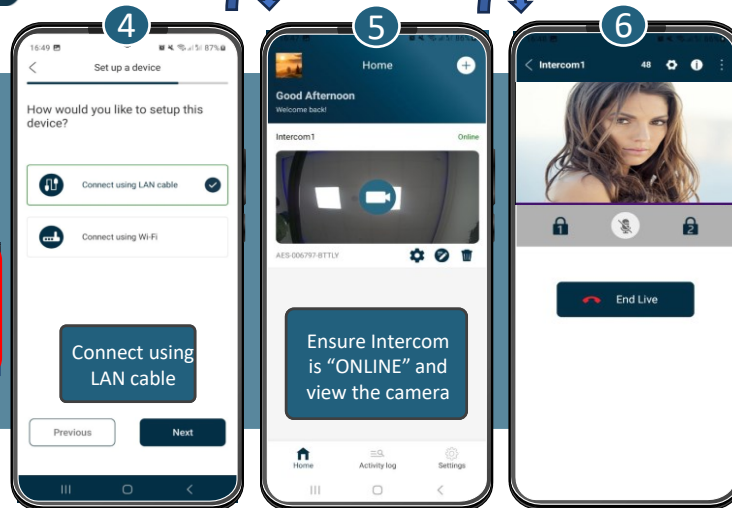 4
16:49
87%
Set up a device
How would you like to setup this
device?
Connect using LAN cable
Connect using Wi-Fi
Connect using
LAN cable
Previous
Next
5
Home
Good Afternoon
Welcome back!
Intercom1
Online
AES-006797-BTTLY
Ensure Intercom
is “ONLINE” and
view the camera
Home
Activity log
Settings
6
Intercom1
48
1
2
End Live